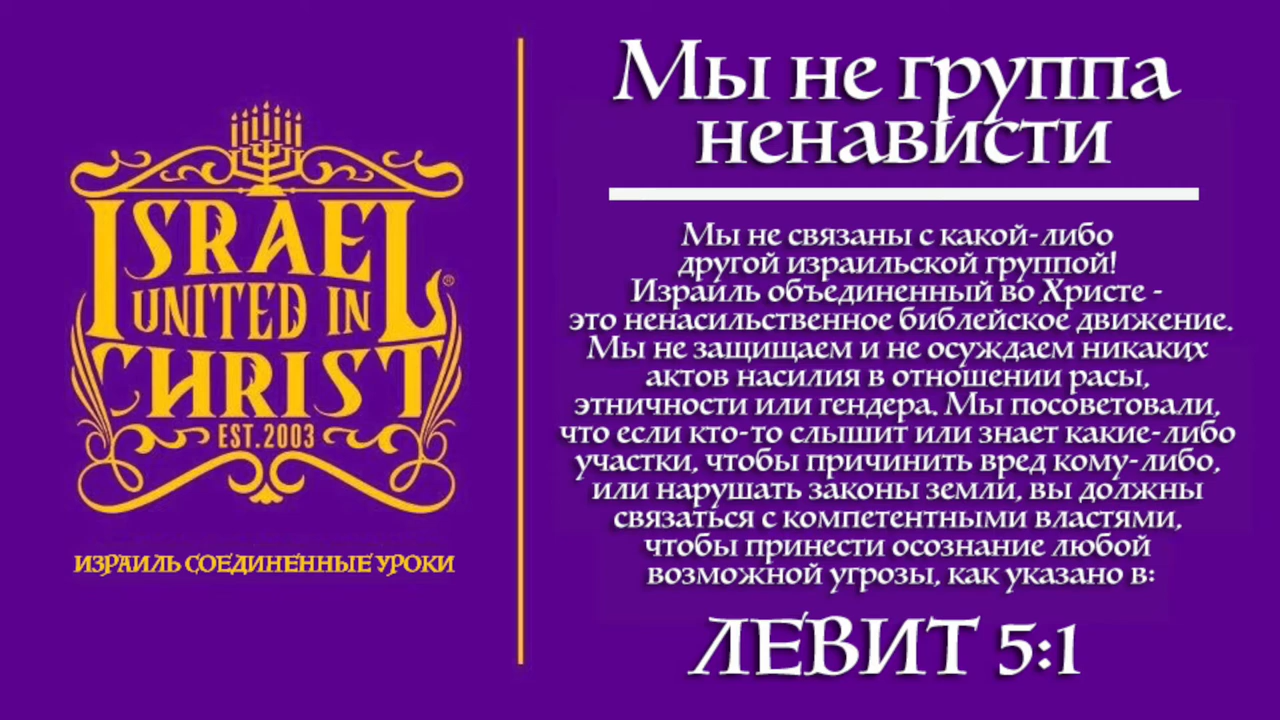 ISRAEL
UNITED IN
CHRIST®
EST. 2003
ИЗРАИЛЬ СОЕДИНЕННЫЕ УРОКИ
Мы не группа
ненависти
Мы не связаны с какой-либо
другой израильской группой!
Израиль объединенный во Христе -
это ненасильственное библейское движение.
Мы не защищаем и не осуждаем никаких
актов насилия в отношении расы,
этничности или гендера. Мы посоветовали,
что если кто-то слышит или знает какие-либо
участки, чтобы причинить вред кому-либо,
или нарушать законы земли, вы должны
связаться с компетентными властями,
чтобы принести осознание любой
возможной угрозы, как указано в:
ЛЕВИТ 5:1